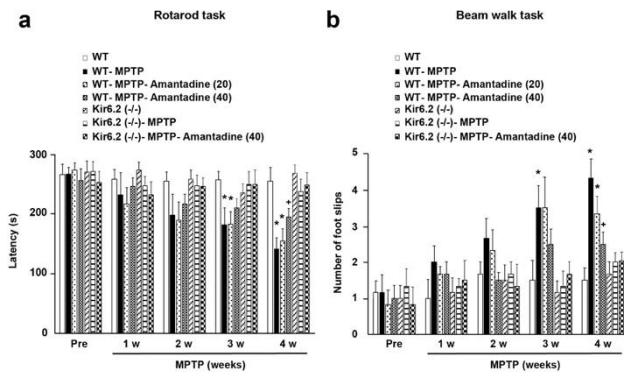 a
Rotarod task
WT
WT- MPTP
WT- MPTP- Amantadine (20)
WT- MPTP- Amantadine (40)
Kir6.2 (-/-)
Kir6.2 (-/-)- MPTP
Kir6.2 (-/-)- MPTP- Amantadine (40)
Latency (s)
300
200
100
0
* *
* * +
Pre
1 w
2 w
3 w
4 w
MPTP (weeks)
b
Beam walk task
WT
WT- MPTP
WT- MPTP- Amantadine (20)
WT- MPTP- Amantadine (40)
Kir6.2 (-/-)
Kir6.2 (-/-)- MPTP
Kir6.2 (-/-)- MPTP- Amantadine (40)
Number of foot slips
5
4
3
2
1
0
*
* * +
Pre
1 w
2 w
3 w
4 w
MPTP (weeks)